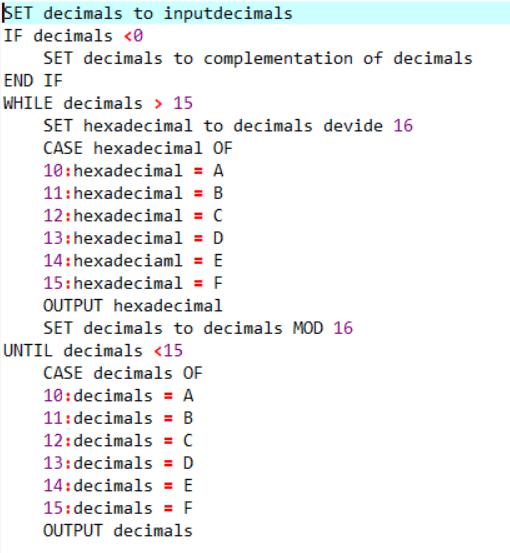 SET decimals to inputdecimals
IF decimals <0
    SET decimals to complementation of decimals
END IF
WHILE decimals > 15
    SET hexadecimal to decimals devide 16
    CASE hexadecimal OF
    10:hexadecimal = A
    11:hexadecimal = B
    12:hexadecimal = C
    13:hexadecimal = D
    14:hexadeciaml = E
    15:hexadecimal = F
    OUTPUT hexadecimal
    SET decimals to decimals MOD 16
UNTIL decimals <15
    CASE decimals OF
    10:decimals = A
    11:decimals = B
    12:decimals = C
    13:decimals = D
    14:decimals = E
    15:decimals = F
    OUTPUT decimals